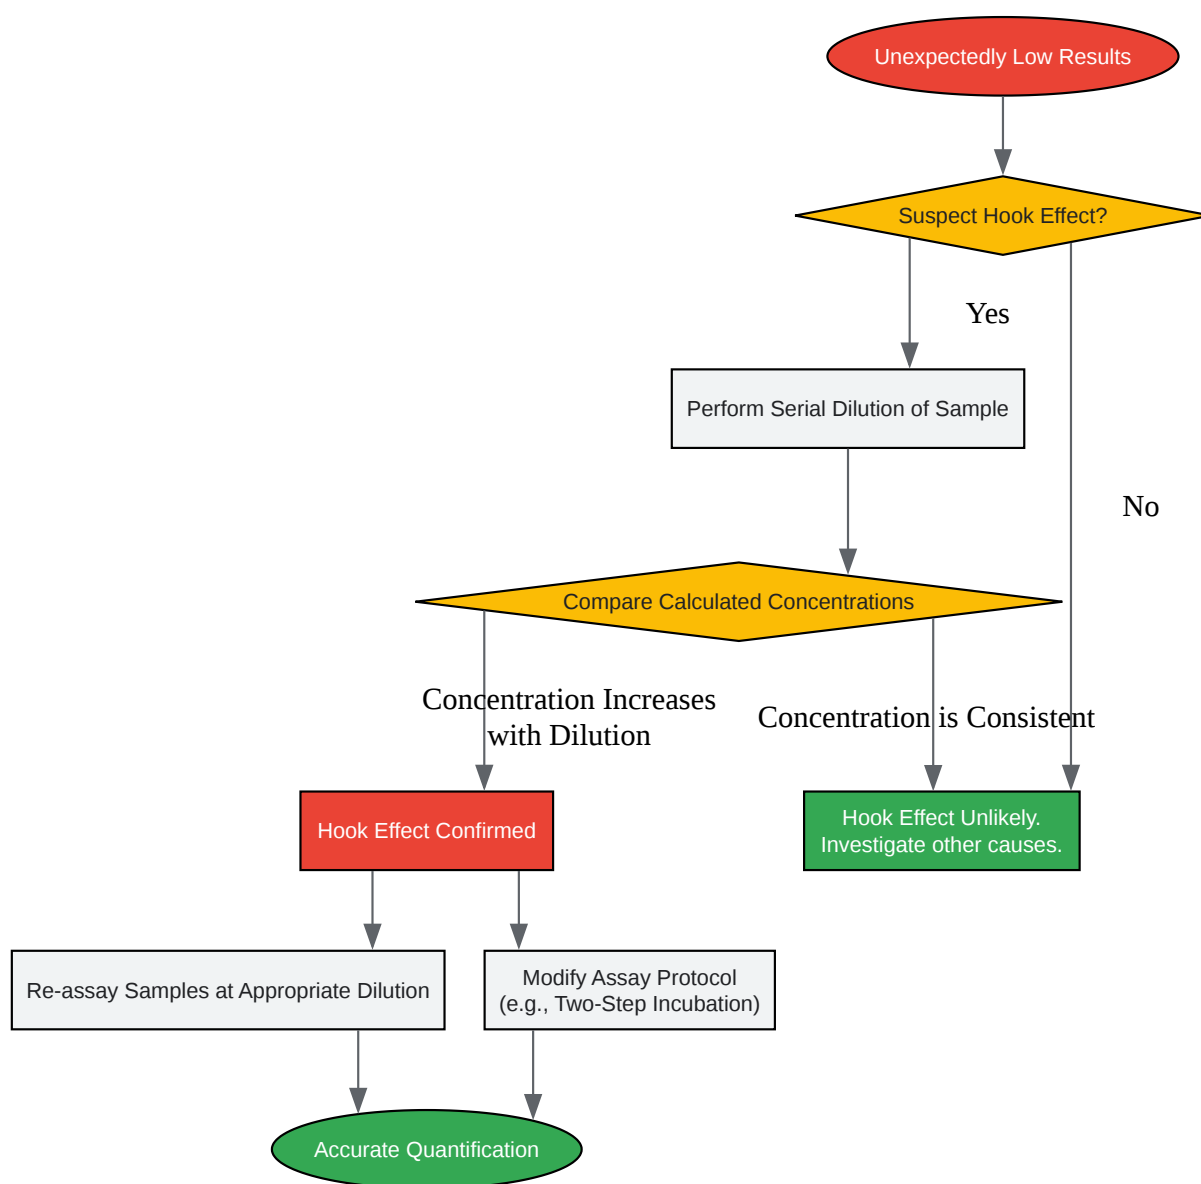 Unexpectedly Low Results
Suspect Hook Effect?
Yes
Perform Serial Dilution of Sample
No
Compare Calculated Concentrations
Concentration Increases
with Dilution
Concentration is Consistent
Hook Effect Confirmed
Hook Effect Unlikely.
Investigate other causes.
Re-assay Samples at Appropriate Dilution
Modify Assay Protocol
(e.g., Two-Step Incubation)
Accurate Quantification